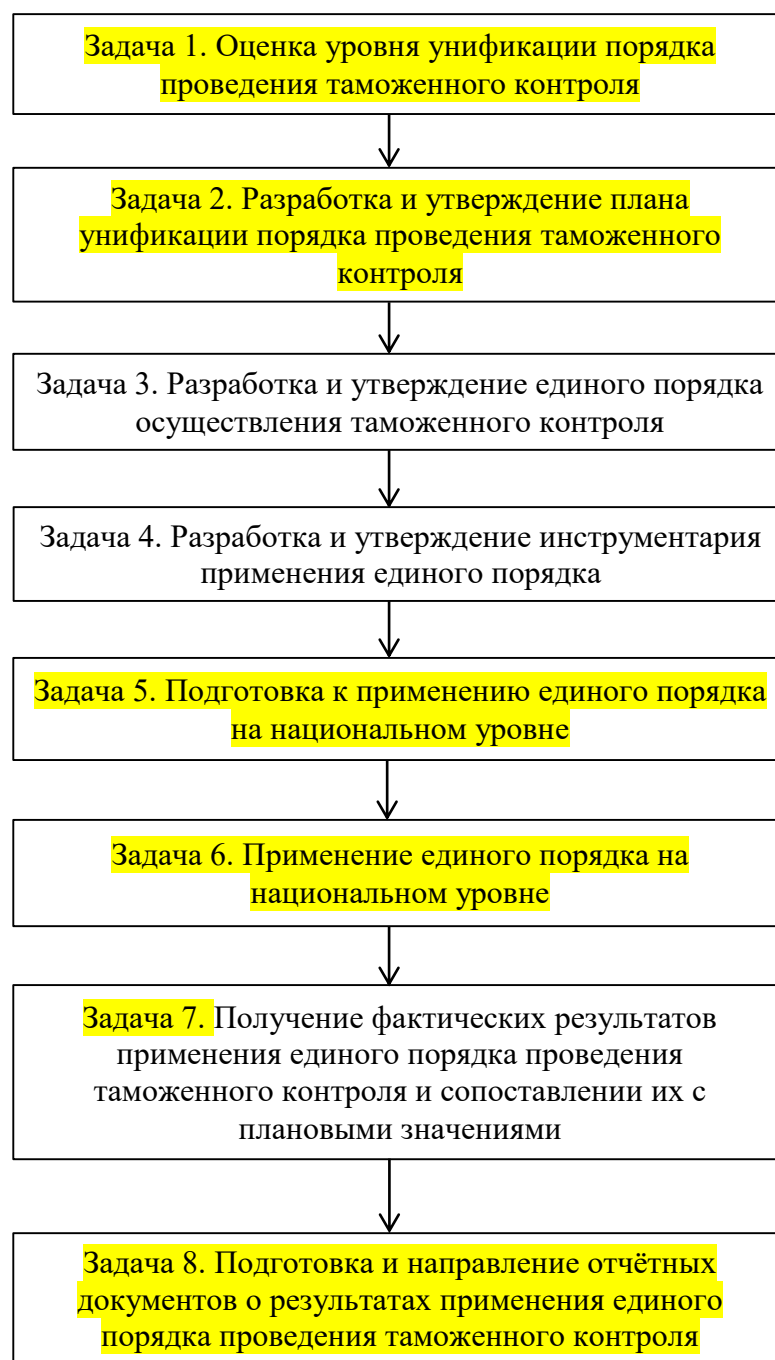 Задача 1. Оценка уровня унификации порядка
проведения таможенного контроля
Задача 2. Разработка и утверждение плана
унификации порядка проведения таможенного
контроля
Задача 3. Разработка и утверждение единого порядка
осуществления таможенного контроля
Задача 4. Разработка и утверждение инструментария
применения единого порядка
Задача 5. Подготовка к применению единого порядка
на национальном уровне
Задача 6. Применение единого порядка на
национальном уровне
Задача 7. Получение фактических результатов
применения единого порядка проведения
таможенного контроля и сопоставлении их с
плановыми значениями
Задача 8. Подготовка и направление отчётных
документов о результатах применения единого
порядка проведения таможенного контроля